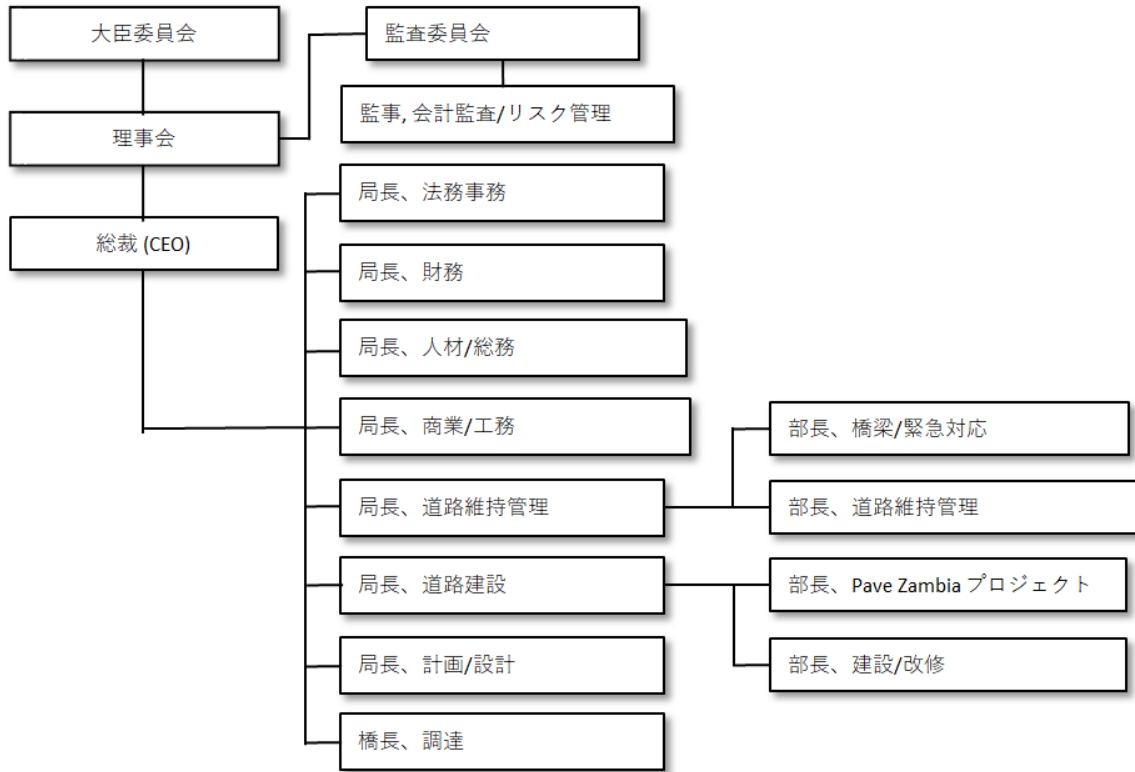 大臣委員会
監査委員会
監事, 会計監査/リスク管理
理事会
総裁 (CEO)
局長、法務事務
局長、財務
局長、人材/総務
局長、商業/工務
局長、道路維持管理
局長、道路建設
局長、計画/設計
橋長、調達
部長、橋梁/緊急対応
部長、道路維持管理
部長、Pave Zambia プロジェクト
部長、建設/改修